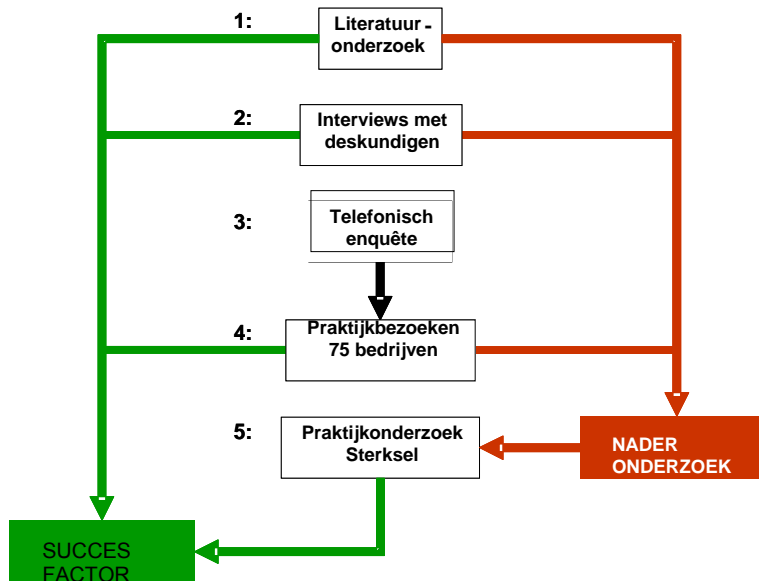 1:
Literatuur-
onderzoek
2:
Interviews met
deskundigen
3:
Telefonisch
enquête
4:
Praktijkbezoeken
75 bedrijven
5:
Praktijkonderzoek
Sterksel
NADER
ONDERZOEK
SUCCES
FACTOR